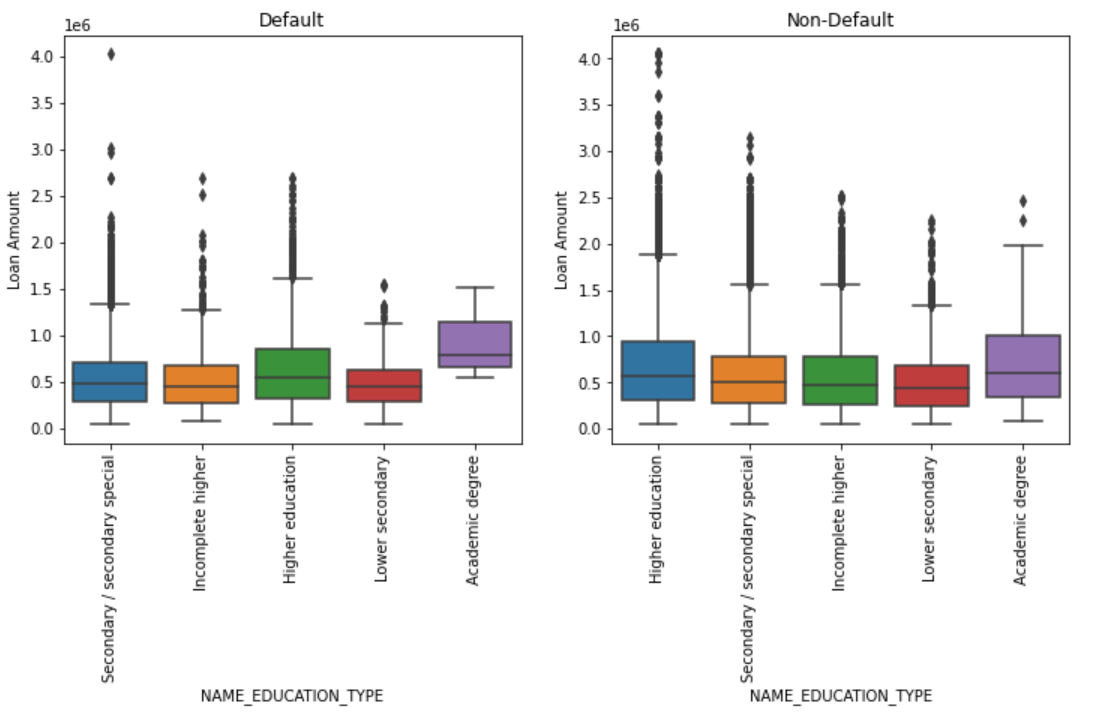 Default
1e6
Loan Amount
4.0
3.5
3.0
2.5
2.0
1.5
1.0
0.5
0.0
Secondary / secondary special
Incomplete higher
Higher education
Lower secondary
Academic degree
NAME_EDUCATION_TYPE
Non-Default
1e6
Loan Amount
4.0
3.5
3.0
2.5
2.0
1.5
1.0
0.5
0.0
Higher education
Secondary / secondary special
Incomplete higher
Lower secondary
Academic degree
NAME_EDUCATION_TYPE